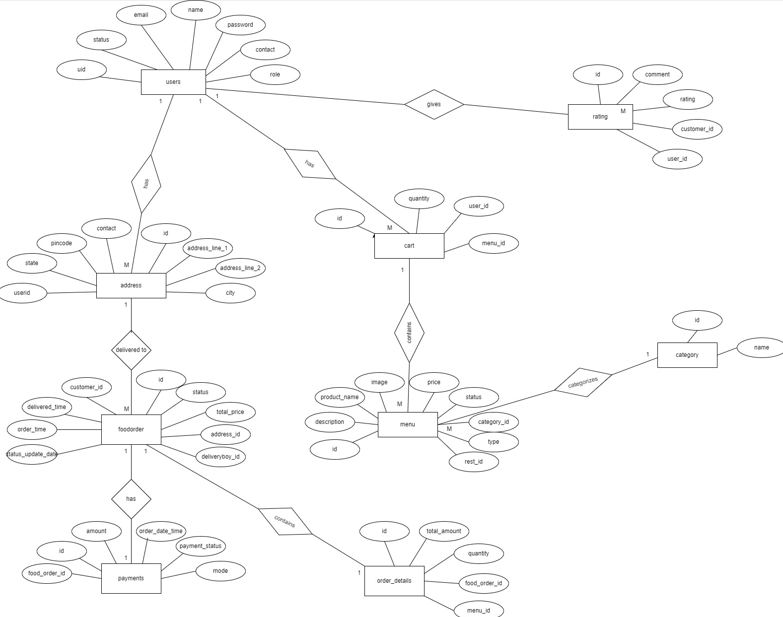 name
email
password
status
contact
uid
role
users
1
1
1
gives
id
comment
rating
M
rating
customer_id
user_id
has
has
quantity
user_id
id
M
menu_id
cart
1
contact
id
pincode
address_line_1
state
M
address_line_2
userid
address
city
1
contains
id
name
1
category
categorizes
delivered to
image
price
product_name
status
M
description
menu
category_id
M
type
id
rest_id
id
customer_id
status
delivered_time
M
total_price
order_time
foodorder
address_id
status_update_date
1
1
deliveryboy_id
has
contains
amount
order_date_time
id
1
payment_status
food_order_id
payments
mode
id
total_amount
quantity
1
order_details
food_order_id
menu_id